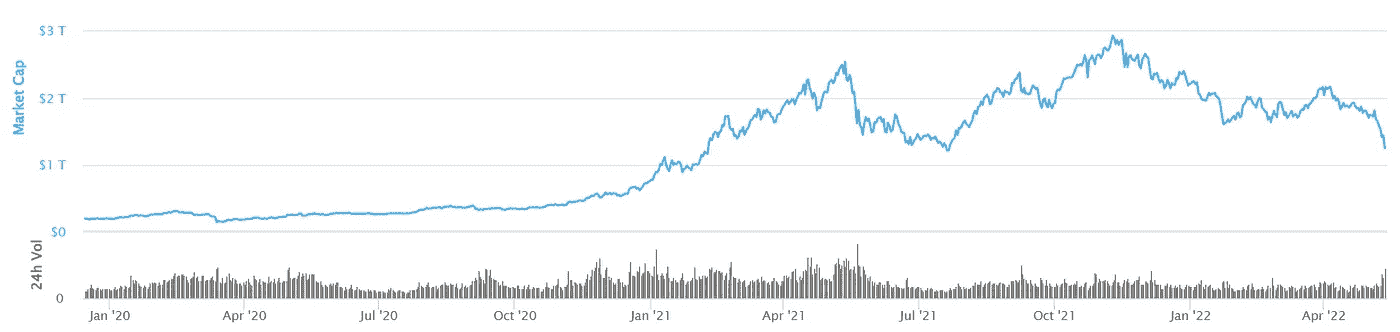 $3 T
$2 T
$1 T
$0
Market Cap
24h Vol
0
Jan '20 Apr '20 Jul '20 Oct '20 Jan '21 Apr '21 Jul '21 Oct '21 Jan '22 Apr '22